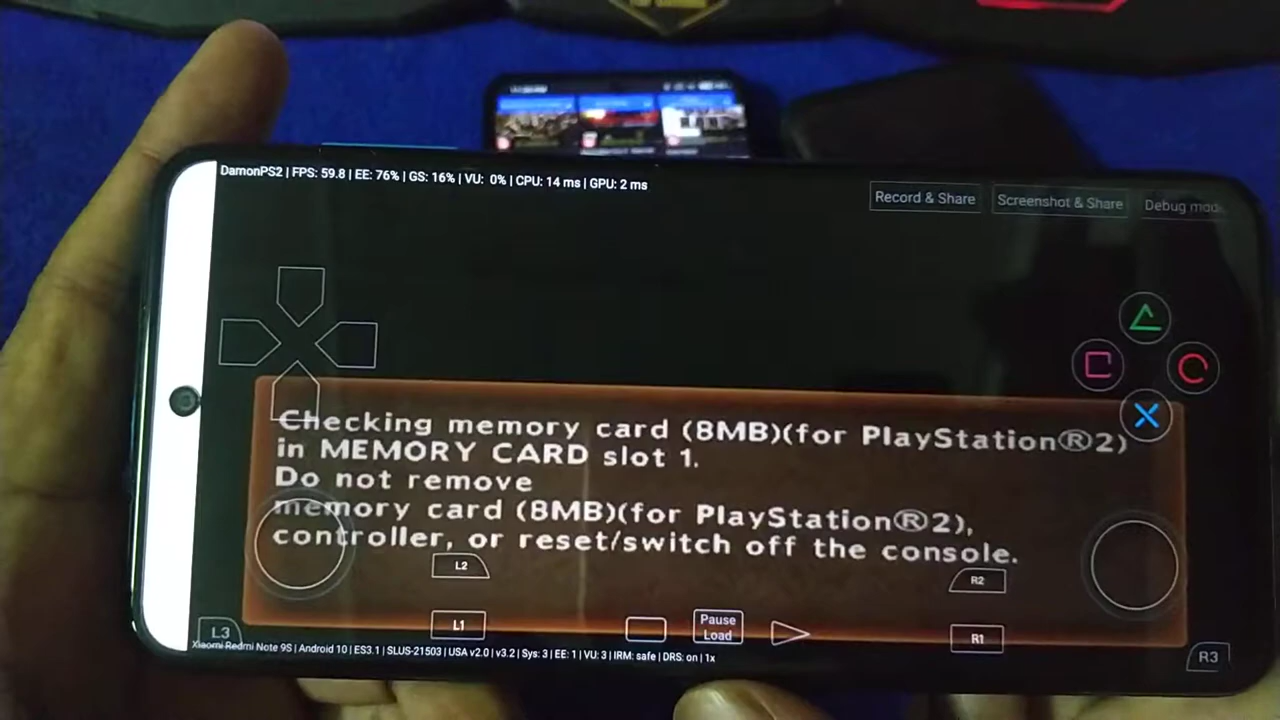 DamonPS2 | FPS: 59.8 | EE: 76% | GS: 16% | VU: 0% | CPU: 14 ms | GPU: 2 ms
Record & Share
Screenshot & Share
Debug mode
Checking memory card (8MB)(for PlayStation®2)
in MEMORY CARD slot 1.
Do not remove
memory card (8MB)(for PlayStation®2),
controller, or reset/switch off the console.
L2
R2
L3
L1
Pause
Load
R1
R3
Xiaomi Redmi Note 9S | Android 10 | ES3.1 | SLUS-21503 | USA v2.0 | v3.2 | Sys: 3 | EE: 1 | VU: 3 | IRM: safe | DRS: on | 1x